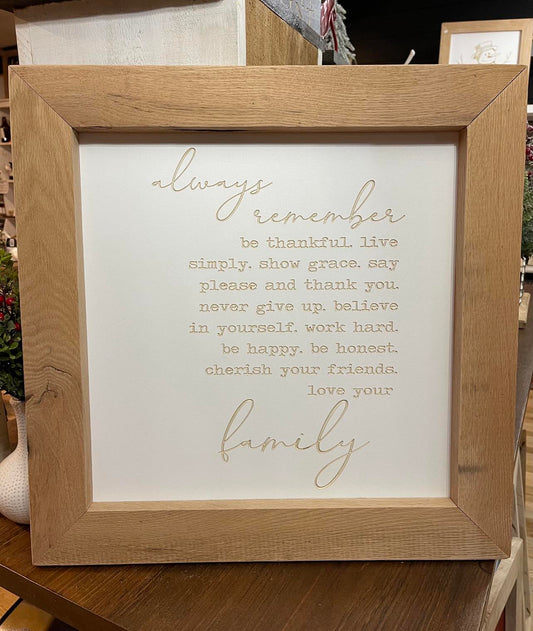 always
remember
be thankful. live
simply. show grace. say
please and thank you.
never give up. believe
in yourself. work hard.
be happy. be honest.
cherish your friends.
love your
family